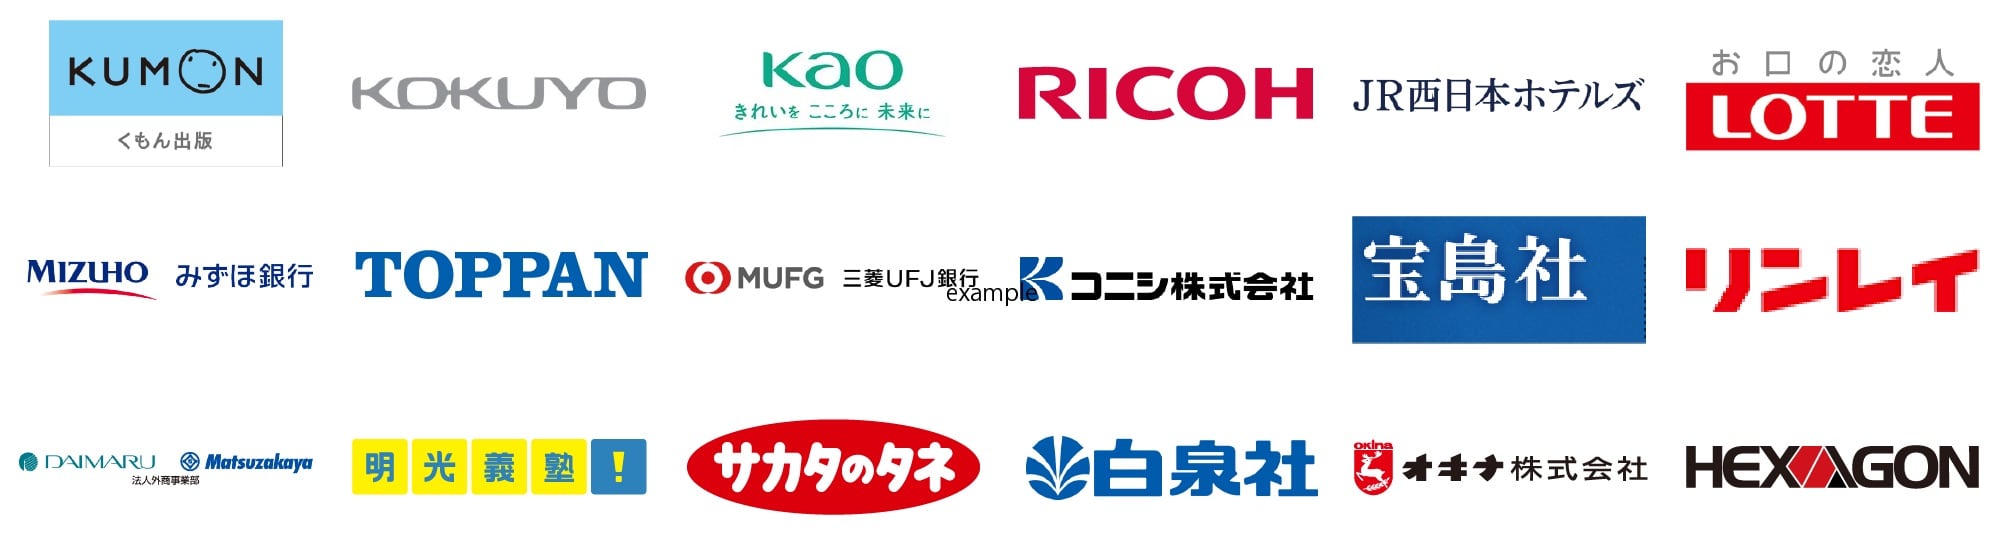 KUMON
くもん出版
KOKUYO
Kao
きれいを こころに 未来に
RICOH
JR西日本ホテルズ
お口の恋人
LOTTE
MIZUHO みずほ銀行
TOPPAN
MUFG 三菱UFJ銀行
example
コニシ株式会社
宝島社
リンレイ
DAIMARU Matsuzakaya
法人外商事業部
明光義塾!
サカタのタネ
白泉社
OKINA
オキナ株式会社
HEXAGON